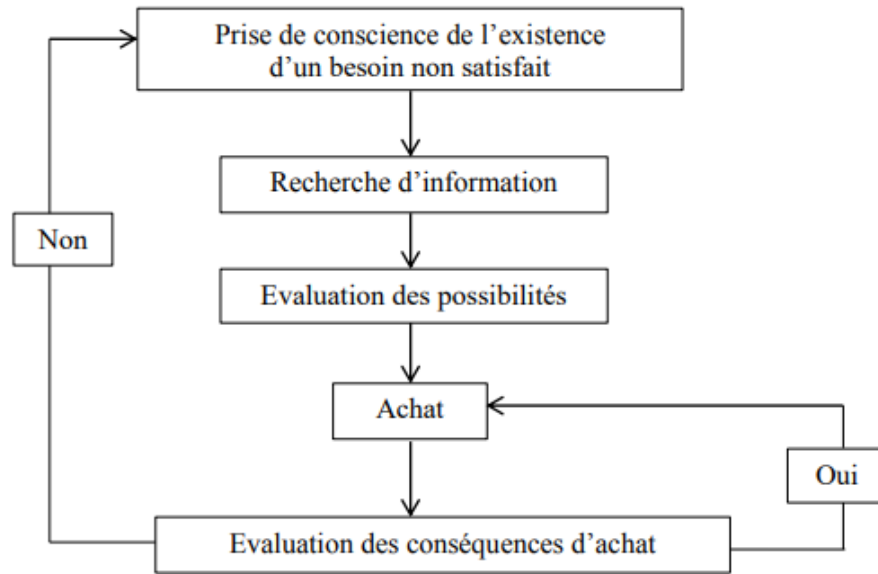 Prise de conscience de l’existence
d’un besoin non satisfait
Recherche d’information
Non
Evaluation des possibilités
Achat
Oui
Evaluation des conséquences d’achat